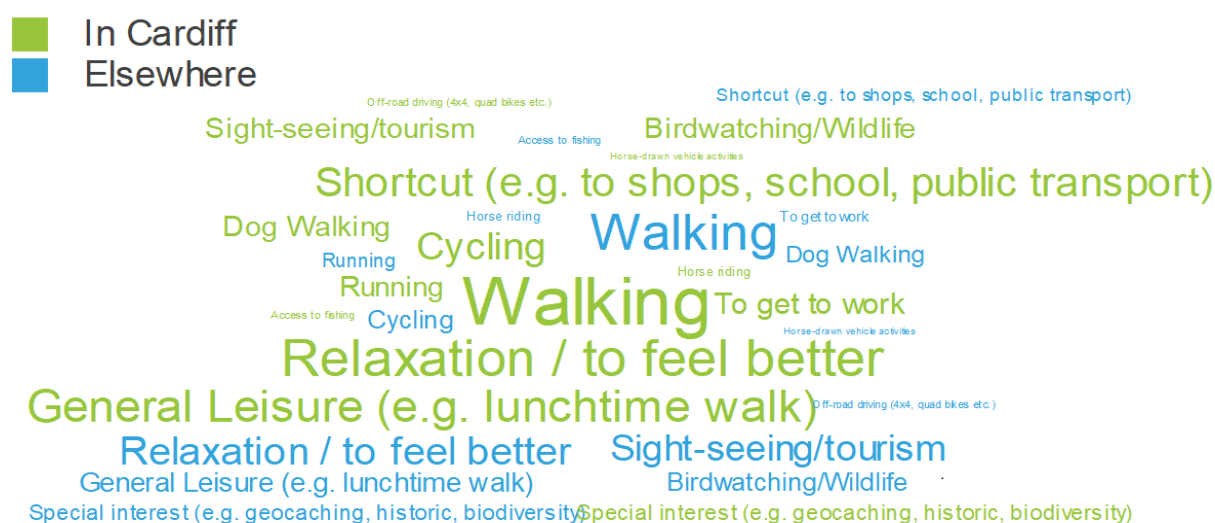 In Cardiff
Elsewhere
Shortcut (e.g. to shops, school, public transport)
Off-road driving (4x4, quad bikes etc.)
Sight-seeing/tourism
Access to fishing
Birdwatching/Wildlife
Horse-drawn vehicle activities
Shortcut (e.g. to shops, school, public transport)
Dog Walking
Horse riding
Walking
To get to work
Cycling
Dog Walking
Running
Horse riding
Running
Walking
To get to work
Access to fishing
Cycling
Horse-drawn vehicle activities
Relaxation / to feel better
General Leisure (e.g. lunchtime walk)
Off-road driving (4x4, quad bikes etc.)
Relaxation / to feel better
Sight-seeing/tourism
General Leisure (e.g. lunchtime walk)
Birdwatching/Wildlife
Special interest (e.g. geocaching, historic, biodiversity)
Special interest (e.g. geocaching, historic, biodiversity)